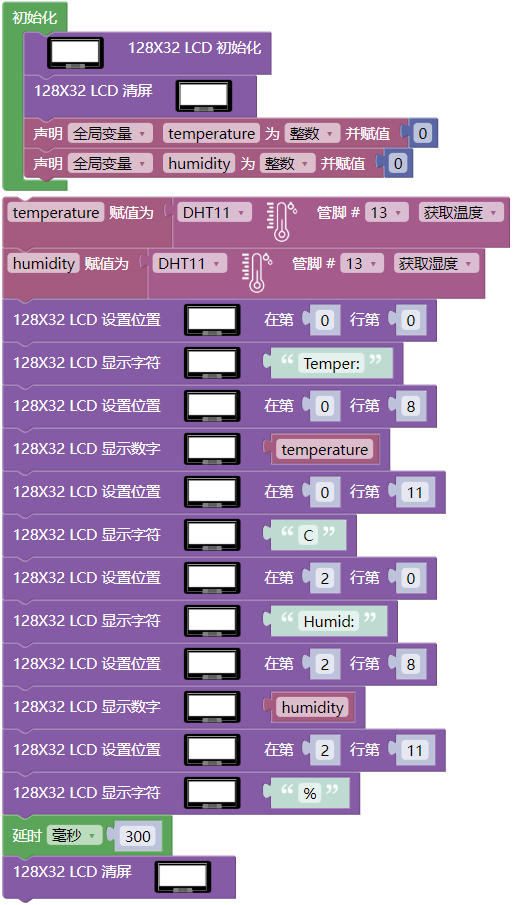 初始化
128X32 LCD 初始化
128X32 LCD 清屏
声明 全局变量 temperature 为 整数 并赋值 0
声明 全局变量 humidity 为 整数 并赋值 0
temperature 赋值为 DHT11 管脚 # 13 获取温度
humidity 赋值为 DHT11 管脚 # 13 获取湿度
128X32 LCD 设置位置 在第 0 行第 0
128X32 LCD 显示字符 “ Temper: ”
128X32 LCD 设置位置 在第 0 行第 8
128X32 LCD 显示数字 temperature
128X32 LCD 设置位置 在第 0 行第 11
128X32 LCD 显示字符 “ C ”
128X32 LCD 设置位置 在第 2 行第 0
128X32 LCD 显示字符 “ Humid: ”
128X32 LCD 设置位置 在第 2 行第 8
128X32 LCD 显示数字 humidity
128X32 LCD 设置位置 在第 2 行第 11
128X32 LCD 显示字符 “ % ”
延时 毫秒 300
128X32 LCD 清屏